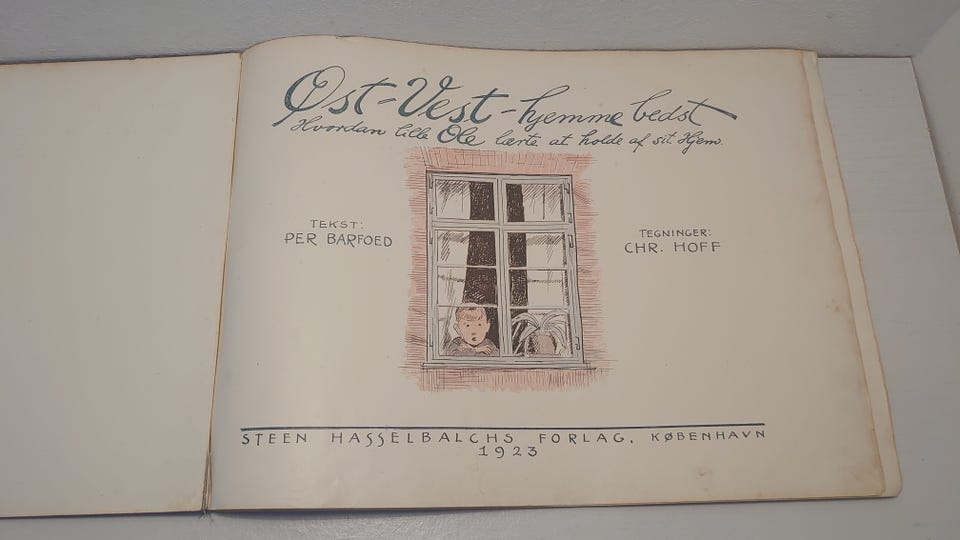 Øst-Vest-hjemme bedst
Hvordan lille Ole lærte at holde af sit Hjem.
TEKST:
PER BARFOED
TEGNINGER:
CHR. HOFF
STEEN HASSELBALCHS FORLAG, KØBENHAVN
1923